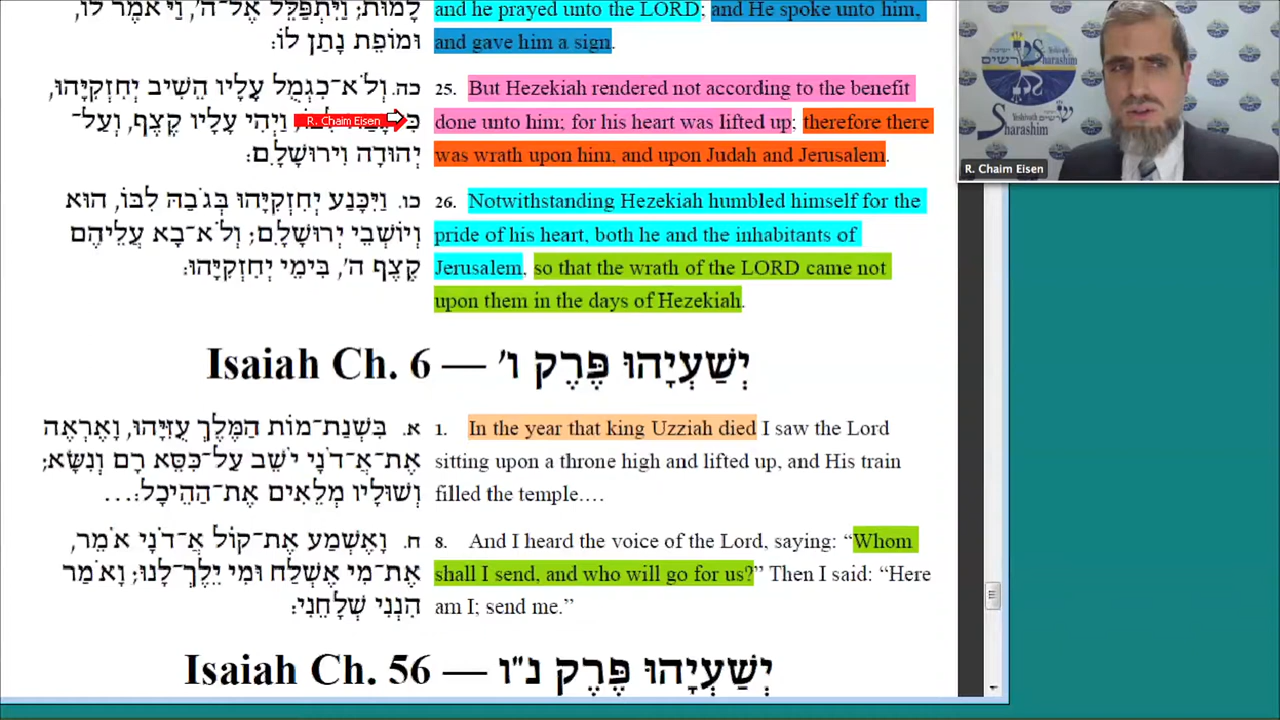 לָמוּת; וַיִּתְפַּלֵּל אֶל־ה׳, וַיֹּאמֶר לוֹ,
וּמוֹפֵת נָתַן לוֹ:
and he prayed unto the LORD; and He spoke unto him,
and gave him a sign.
כה. וְלֹא־כִגְמֻל עָלָיו הֵשִׁיב יְחִזְקִיָּהוּ,
R. Chaim Eisen
וַיְהִי עָלָיו קֶצֶף, וְעַל־
יְהוּדָה וִירוּשָׁלִָם:
25. But Hezekiah rendered not according to the benefit
done unto him; for his heart was lifted up; therefore there
was wrath upon him, and upon Judah and Jerusalem.
כו. וַיִּכָּנַע יְחִזְקִיָּהוּ בְּגֹבַהּ לִבּוֹ, הוּא
וְיוֹשְׁבֵי יְרוּשָׁלִָם; וְלֹא־בָא עֲלֵיהֶם
קֶצֶף ה׳, בִּימֵי יְחִזְקִיָּהוּ:
26. Notwithstanding Hezekiah humbled himself for the
pride of his heart, both he and the inhabitants of
Jerusalem, so that the wrath of the LORD came not
upon them in the days of Hezekiah.
Isaiah Ch. 6 — יְשַׁעְיָהוּ פֶּרֶק ו׳
א. בִּשְׁנַת־מוֹת הַמֶּלֶךְ עֻזִּיָּהוּ, וָאֶרְאֶה
אֶת־אֲ־דֹנָי יֹשֵׁב עַל־כִּסֵּא רָם וְנִשָּׂא;
וְשׁוּלָיו מְלֵאִים אֶת־הַהֵיכָל:…
1. In the year that king Uzziah died I saw the Lord
sitting upon a throne high and lifted up, and His train
filled the temple….
ח. וָאֶשְׁמַע אֶת־קוֹל אֲ־דֹנָי אֹמֵר,
אֶת־מִי אֶשְׁלַח וּמִי יֵלֶךְ־לָנוּ; וָאֹמַר
הִנְנִי שְׁלָחֵנִי:
8. And I heard the voice of the Lord, saying: “Whom
shall I send, and who will go for us?” Then I said: “Here
am I; send me.”
Isaiah Ch. 56 — יְשַׁעְיָהוּ פֶּרֶק נ״ו
Yeshivath
Sharashim
R. Chaim Eisen